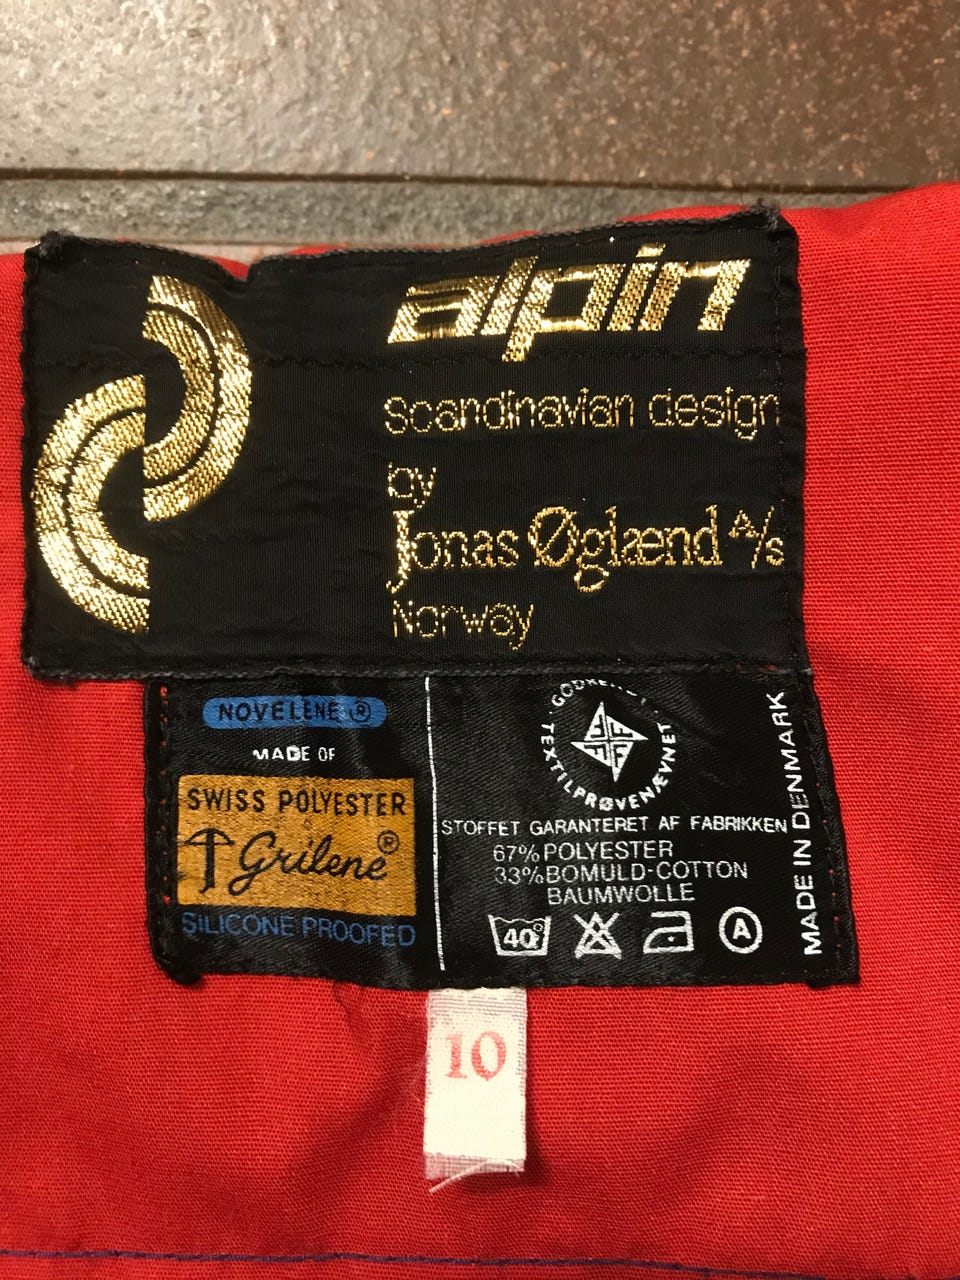 alpin
Scandinavian design
by
Jonas Øglænd A/s
Norway
NOVELENE ®
MADE OF
SWISS POLYESTER
Grilene ®
SILICONE PROOFED
TEXTILPRØVENÆVNET
STOFFET GARANTERET AF FABRIKKEN
67% POLYESTER
33% BOMULD-COTTON
BAUMWOLLE
40°
A
MADE IN DENMARK
10